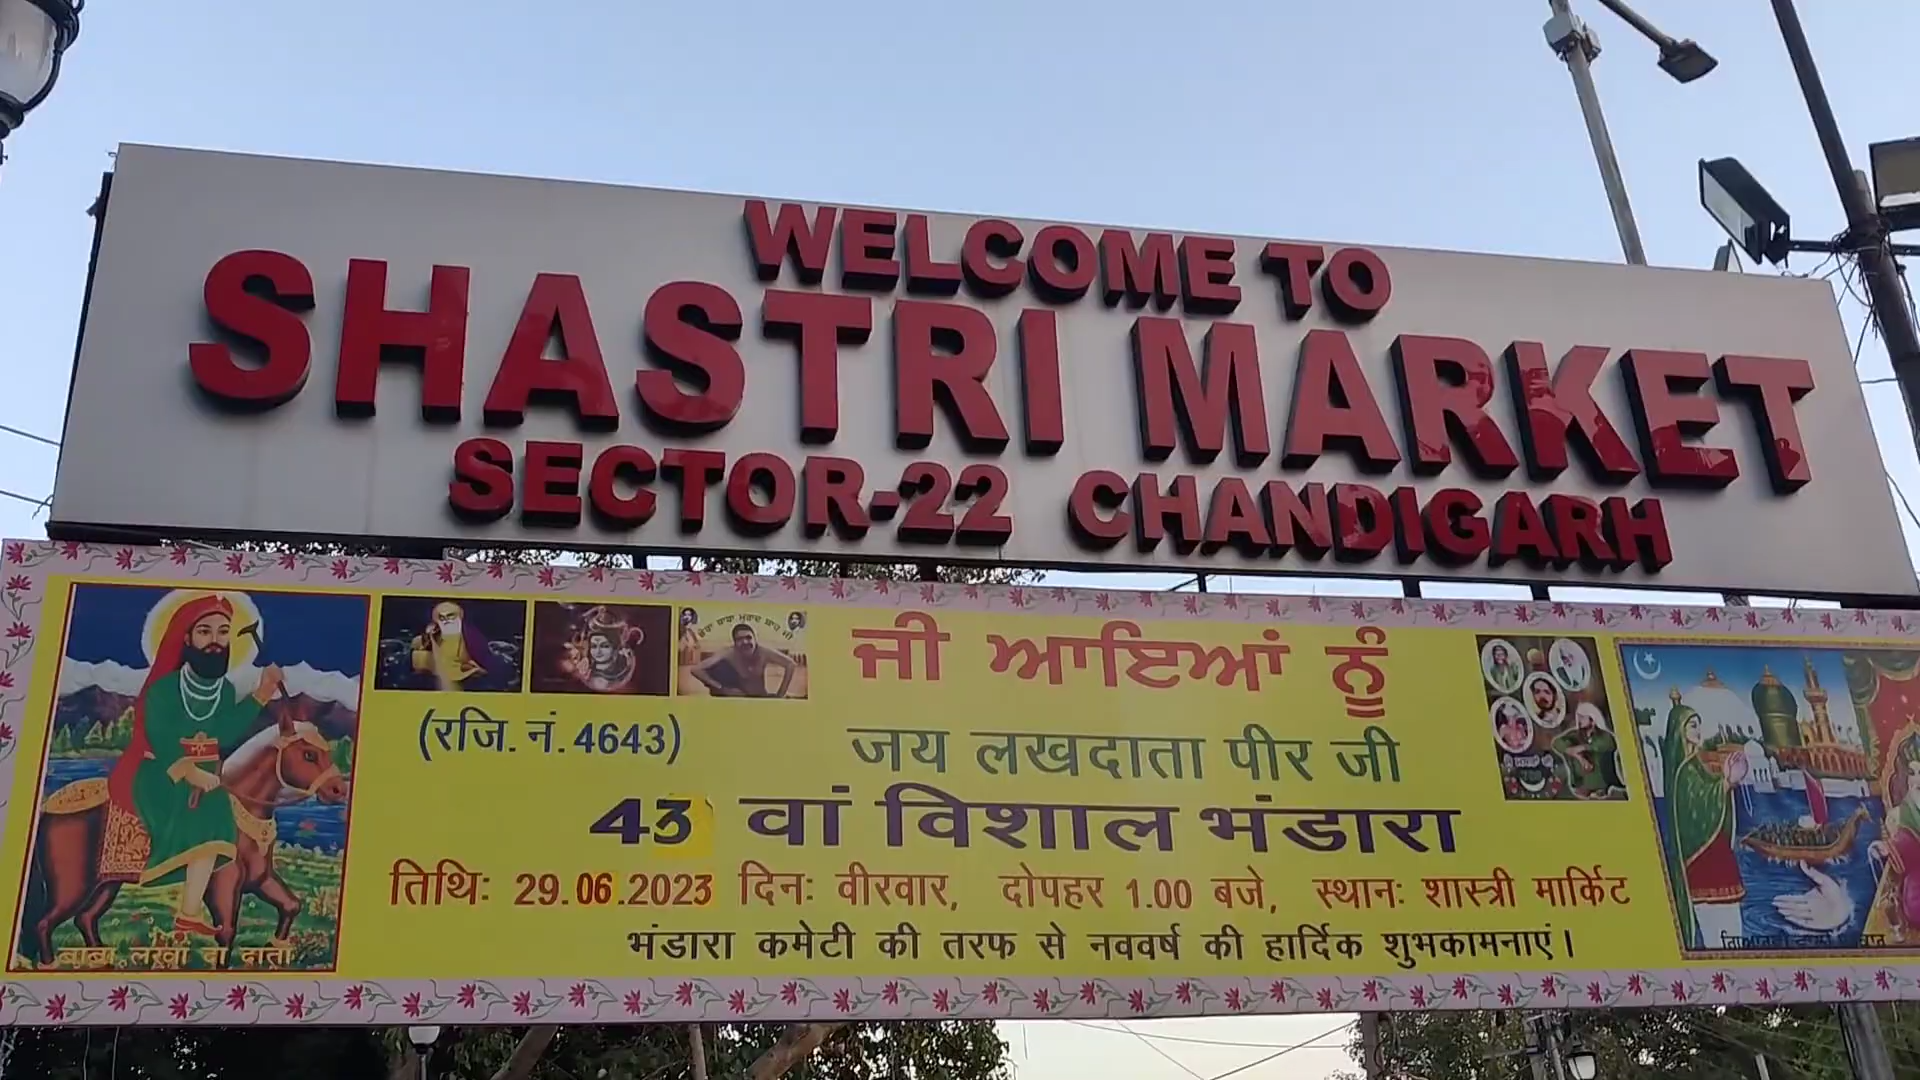 WELCOME TO
SHASTRI MARKET
SECTOR-22 CHANDIGARH
ਡੇਰਾ ਬਾਬਾ ਮੁਰਾਦ ਸ਼ਾਹ ਜੀ
ਜੀ ਆਇਆਂ ਨੂੰ
(रजि. नं. 4643)
जय लखदाता पीर जी
43 वां विशाल भंडारा
तिथिः 29.06.2023 दिनः वीरवार, दोपहर 1.00 बजे, स्थानः शास्त्री मार्किट
भंडारा कमेटी की तरफ से नववर्ष की हार्दिक शुभकामनाएं।
बाबा लखां दा दाता